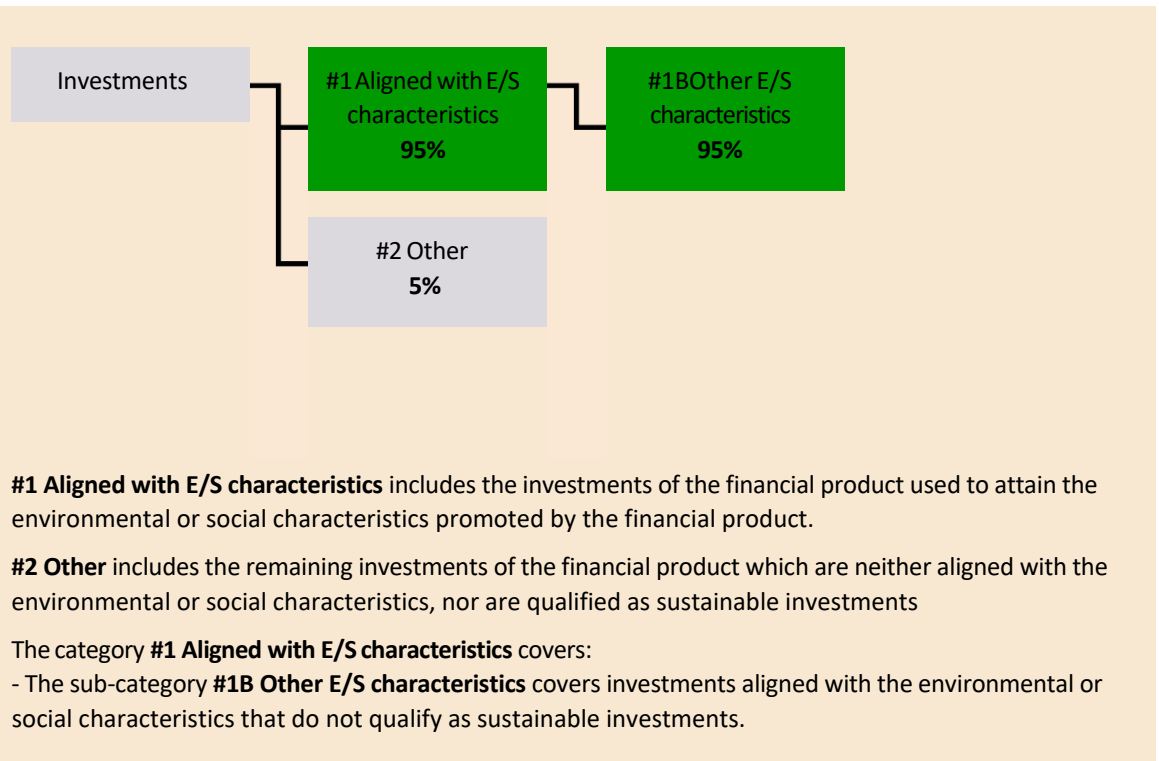 Investments
#1 Aligned with E/S
characteristics
95%
#1BOther E/S
characteristics
95%
#2 Other
5%
#1 Aligned with E/S characteristics includes the investments of the financial product used to attain the
environmental or social characteristics promoted by the financial product.
#2 Other includes the remaining investments of the financial product which are neither aligned with the
environmental or social characteristics, nor are qualified as sustainable investments
The category #1 Aligned with E/S characteristics covers:
- The sub-category #1B Other E/S characteristics covers investments aligned with the environmental or
social characteristics that do not qualify as sustainable investments.